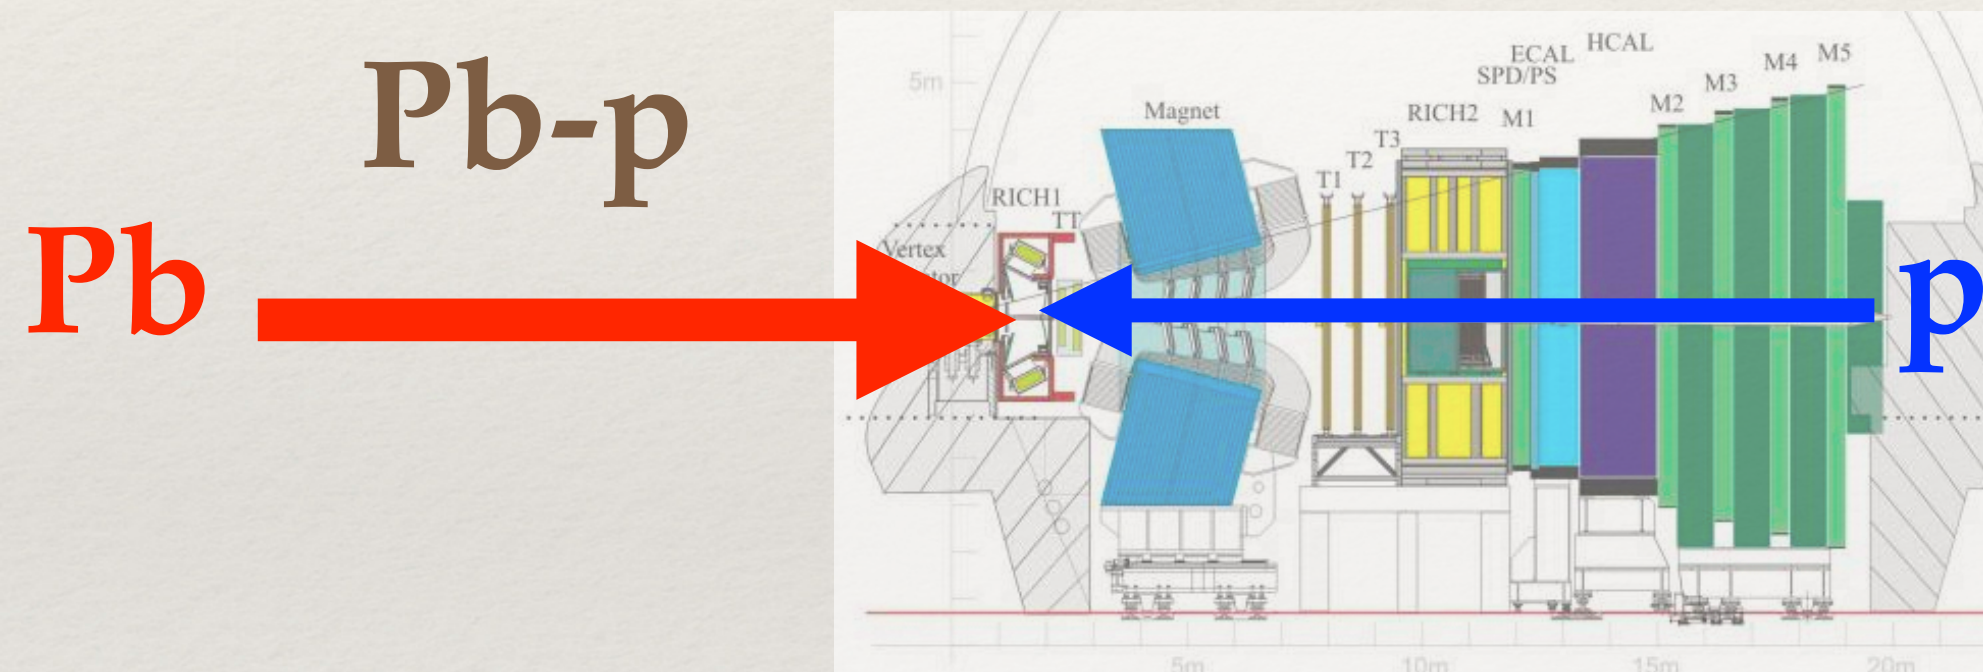 Pb-p
Pb
p
5m
Magnet
RICH1
TT
Vertex
T1
T2
T3
RICH2
SPD/PS
ECAL
HCAL
M1
M2
M3
M4
M5
5m
10m
15m
20m